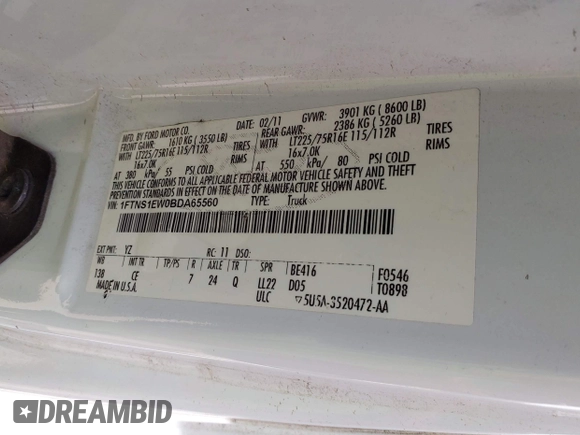 MFD. BY FORD MOTOR CO.
DATE: 02/11 GVWR: 3901 KG ( 8600 LB)
FRONT GAWR: 1610 KG ( 3550 LB) REAR GAWR: 2386 KG ( 5260 LB)
WITH LT225/75R16E 115/112R TIRES WITH LT225/75R16E 115/112R TIRES
16x7.0K RIMS 16x7.0K RIMS
AT 380 kPa/ 55 PSI COLD AT 550 kPa/ 80 PSI COLD
THIS VEHICLE CONFORMS TO ALL APPLICABLE FEDERAL MOTOR VEHICLE SAFETY AND THEFT
PREVENTION STANDARDS IN EFFECT ON THE DATE OF MANUFACTURE SHOWN ABOVE.
VIN: 1FTNS1EW0BDA65560 TYPE: Truck
EXT PNT: YZ RC: 11 DSO:
WB INT TR TP/PS R AXLE TR SPR BE416 F0546
138 CE 7 24 Q LL22 D05 T0898
MADE IN U.S.A. ULC 5U5A-3520472-AA
DREAMBID